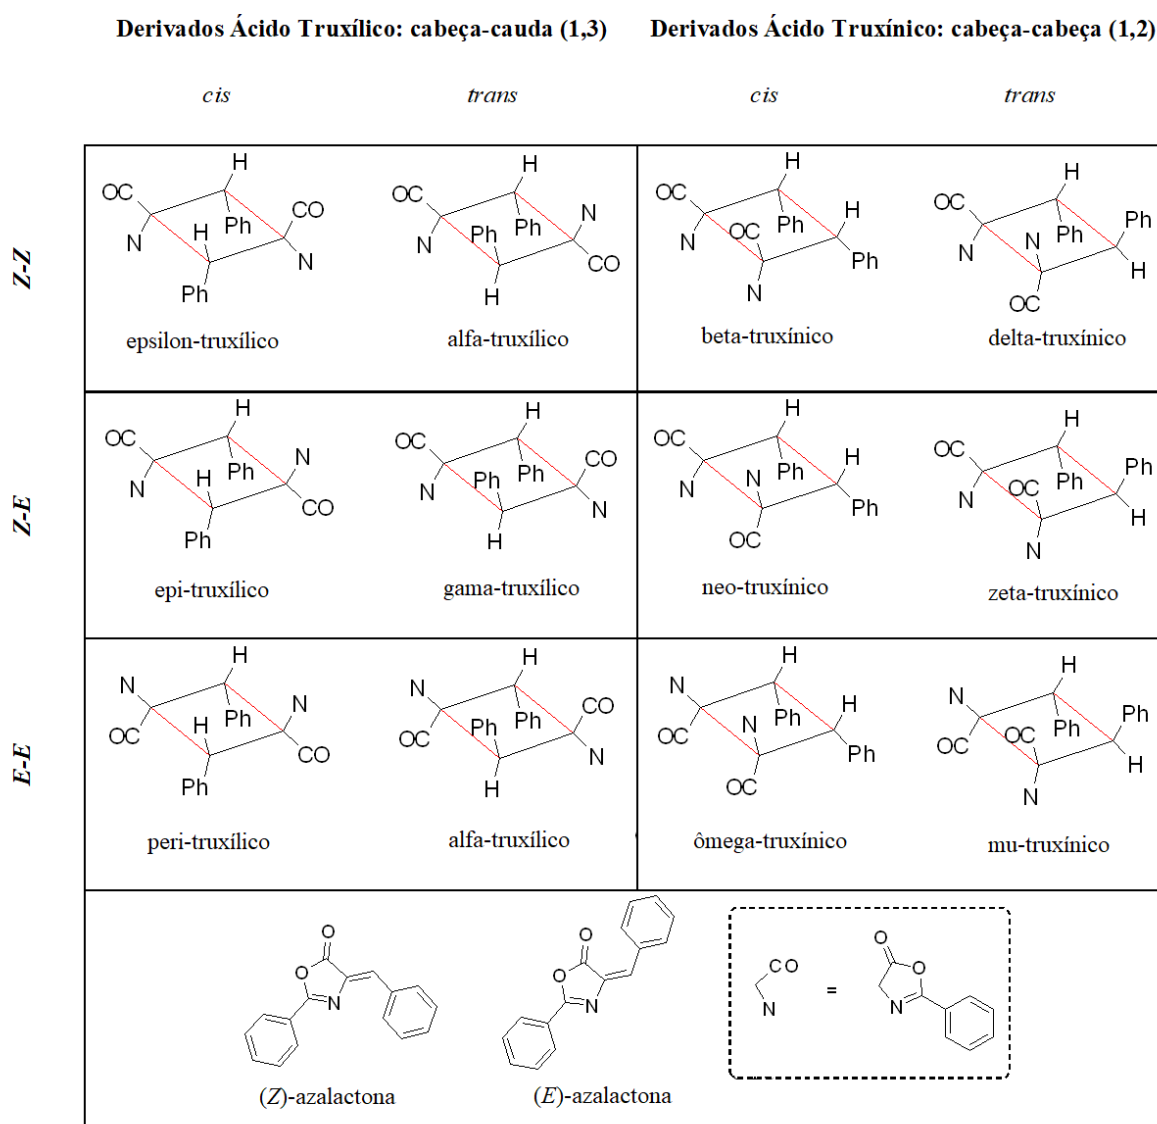 Derivados Ácido Truxílico: cabeça-cauda (1,3) Derivados Ácido Truxínico: cabeça-cabeça (1,2)
cis trans cis trans
Z-Z
H
OC
CO
H
Ph
N
N
Ph
epsilon-truxílico
H
OC
N
Ph
Ph
N
CO
H
alfa-truxílico
H
OC
H
OC
Ph
N
Ph
N
beta-truxínico
H
OC
Ph
N
Ph
N
H
OC
delta-truxínico
Z-E
H
OC
N
H
Ph
N
CO
Ph
epi-truxílico
H
OC
CO
Ph
Ph
N
N
H
gama-truxílico
H
OC
H
N
Ph
N
Ph
OC
neo-truxínico
H
OC
Ph
OC
Ph
N
H
N
zeta-truxínico
E-E
H
N
N
H
Ph
OC
CO
Ph
peri-truxílico
H
N
CO
Ph
Ph
OC
N
H
alfa-truxílico
H
N
H
N
Ph
OC
Ph
OC
ômega-truxínico
H
N
Ph
OC
Ph
OC
H
N
mu-truxínico
O
O
N
(Z)-azalactona
O
O
N
(E)-azalactona
CO
N
=
O
O
N